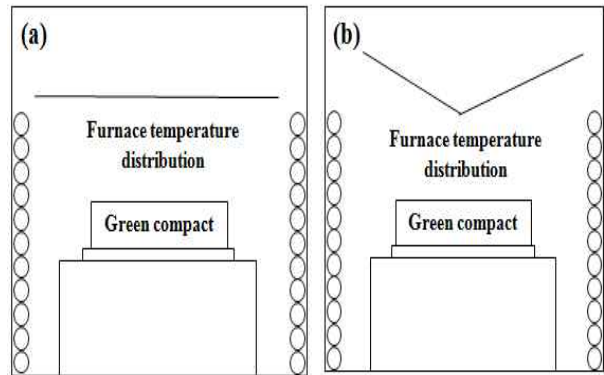 (a)
Furnace temperature
distribution
Green compact
(b)
Furnace temperature
distribution
Green compact